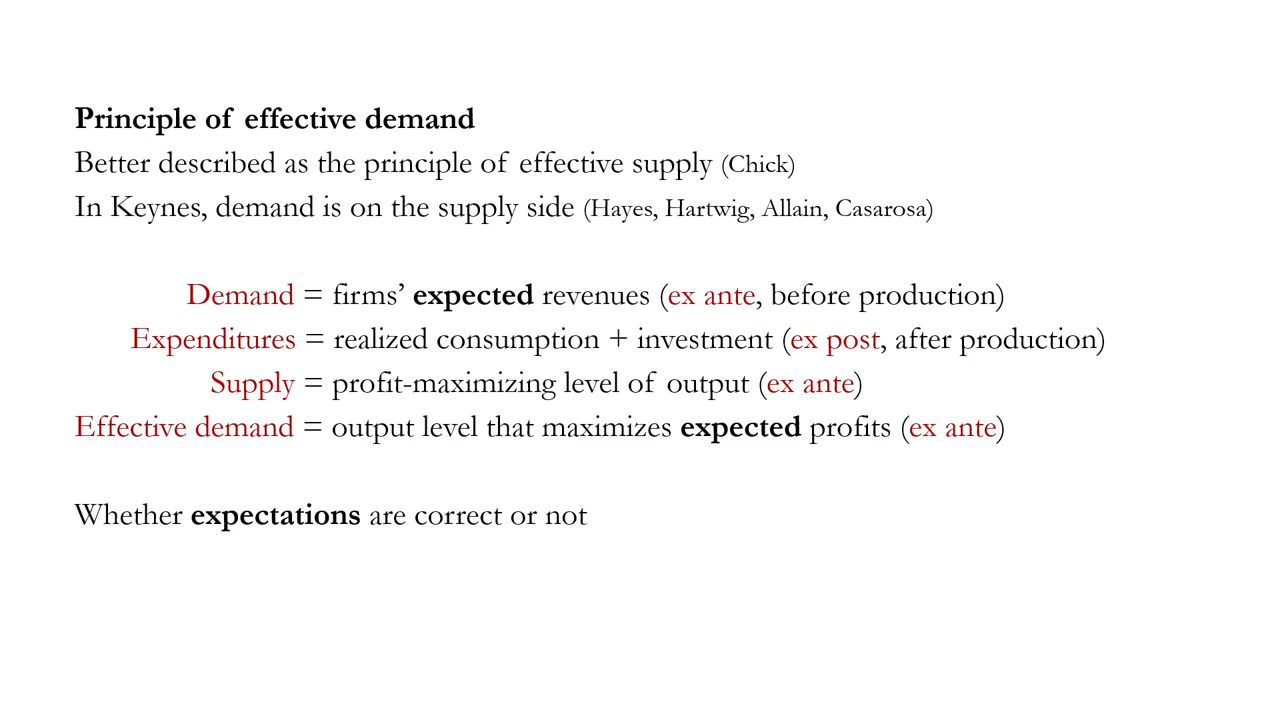 Principle of effective demand
Better described as the principle of effective supply (Chick)
In Keynes, demand is on the supply side (Hayes, Hartwig, Allain, Casarosa)
Demand = firms’ expected revenues (ex ante, before production)
Expenditures = realized consumption + investment (ex post, after production)
Supply = profit-maximizing level of output (ex ante)
Effective demand = output level that maximizes expected profits (ex ante)
Whether expectations are correct or not